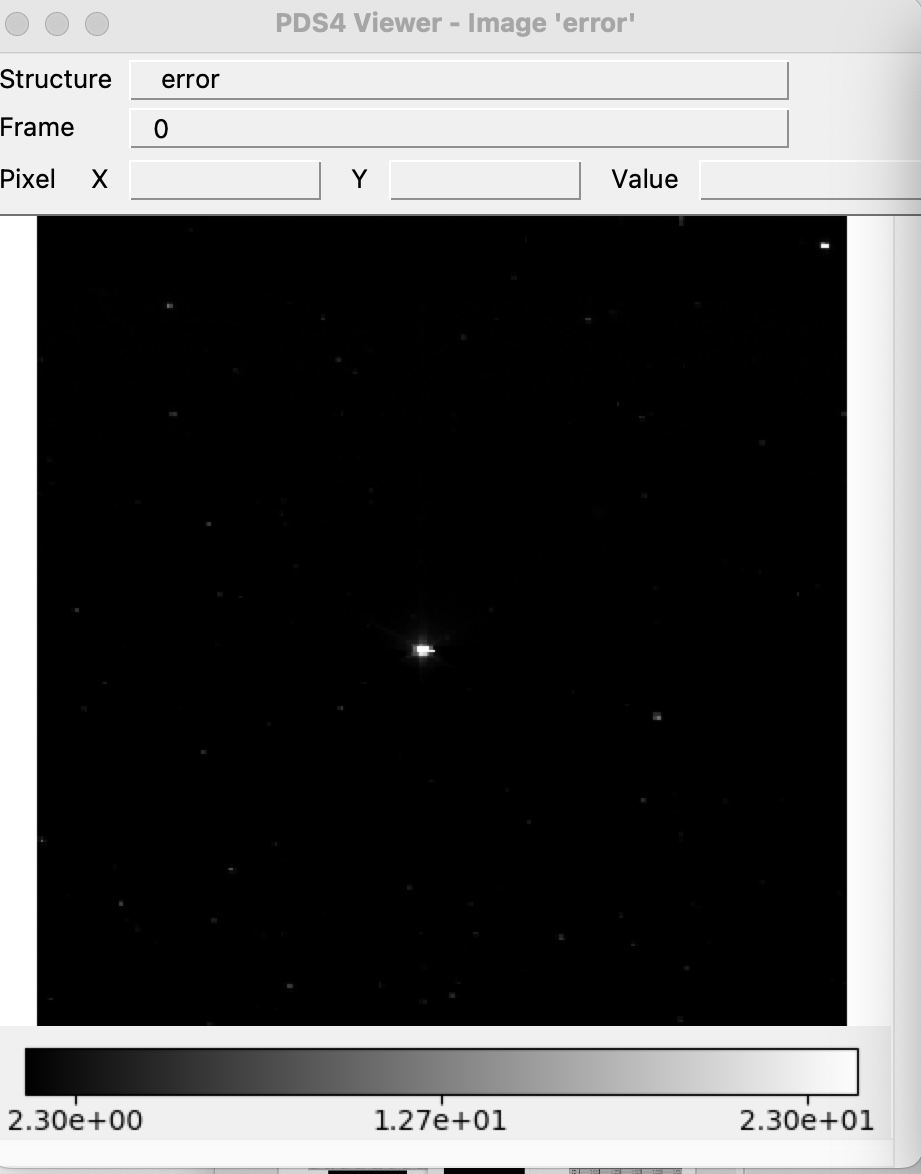 PDS4 Viewer - Image 'error'
Structure error
Frame 0
Pixel X Y Value
2.30e+00 1.27e+01 2.30e+01